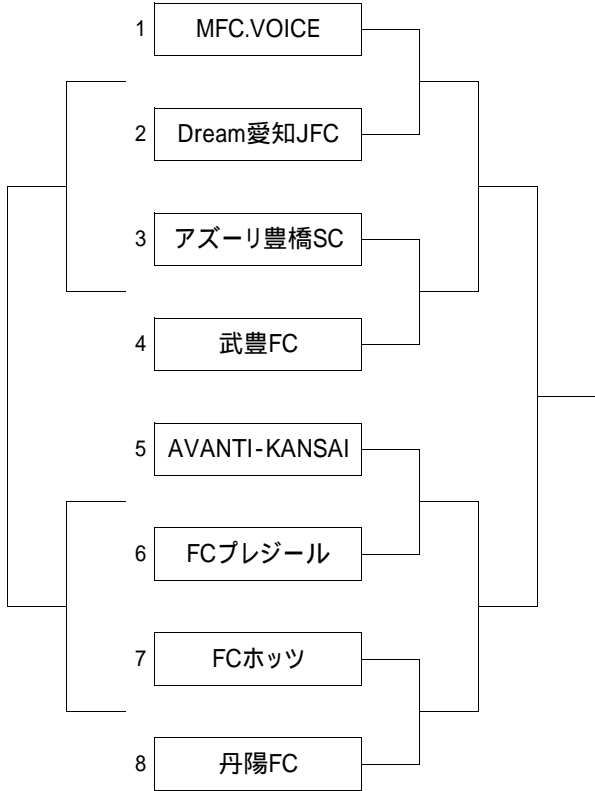 1 MFC.VOICE
2 Dream愛知JFC
3 アズーリ豊橋SC
4 武豊FC
5 AVANTI-KANSAI
6 FCプレジール
7 FCホッツ
8 丹陽FC